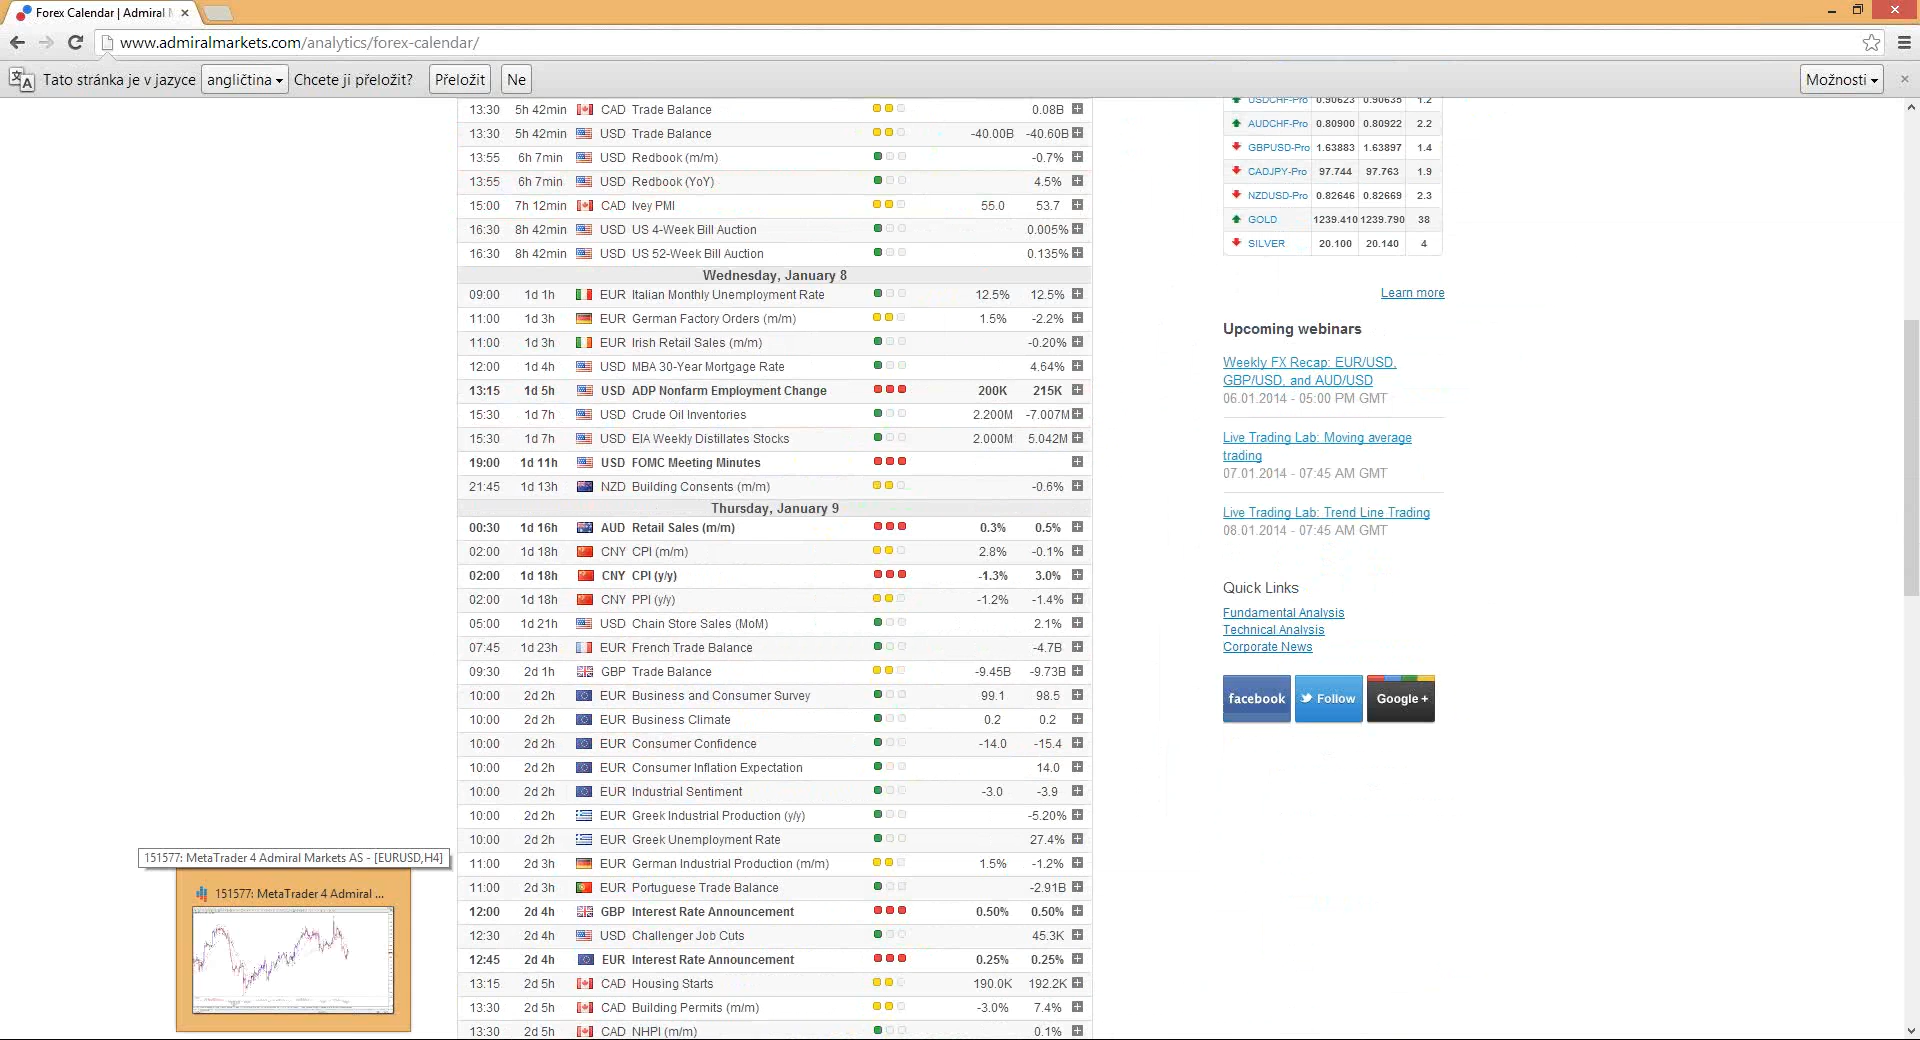 Forex Calendar | Admiral M
www.admiralmarkets.com/analytics/forex-calendar/
Tato stránka je v jazyce angličtina Chcete ji přeložit? Přeložit Ne Možnosti
13:30 5h 42min CAD Trade Balance 0.08B
13:30 5h 42min USD Trade Balance -40.00B -40.60B
13:55 6h 7min USD Redbook (m/m) -0.7%
13:55 6h 7min USD Redbook (YoY) 4.5%
15:00 7h 12min CAD Ivey PMI 55.0 53.7
16:30 8h 42min USD US 4-Week Bill Auction 0.005%
16:30 8h 42min USD US 52-Week Bill Auction 0.135%
Wednesday, January 8
09:00 1d 1h EUR Italian Monthly Unemployment Rate 12.5% 12.5%
11:00 1d 3h EUR German Factory Orders (m/m) 1.5% -2.2%
11:00 1d 3h EUR Irish Retail Sales (m/m) -0.20%
12:00 1d 4h USD MBA 30-Year Mortgage Rate 4.64%
13:15 1d 5h USD ADP Nonfarm Employment Change 200K 215K
15:30 1d 7h USD Crude Oil Inventories 2.200M -7.007M
15:30 1d 7h USD EIA Weekly Distillates Stocks 2.000M 5.042M
19:00 1d 11h USD FOMC Meeting Minutes
21:45 1d 13h NZD Building Consents (m/m) -0.6%
Thursday, January 9
00:30 1d 16h AUD Retail Sales (m/m) 0.3% 0.5%
02:00 1d 18h CNY CPI (m/m) 2.8% -0.1%
02:00 1d 18h CNY CPI (y/y) -1.3% 3.0%
02:00 1d 18h CNY PPI (y/y) -1.2% -1.4%
05:00 1d 21h USD Chain Store Sales (MoM) 2.1%
07:45 1d 23h EUR French Trade Balance -4.7B
09:30 2d 1h GBP Trade Balance -9.45B -9.73B
10:00 2d 2h EUR Business and Consumer Survey 99.1 98.5
10:00 2d 2h EUR Business Climate 0.2 0.2
10:00 2d 2h EUR Consumer Confidence -14.0 -15.4
10:00 2d 2h EUR Consumer Inflation Expectation 14.0
10:00 2d 2h EUR Industrial Sentiment -3.0 -3.9
10:00 2d 2h EUR Greek Industrial Production (y/y) -5.20%
10:00 2d 2h EUR Greek Unemployment Rate 27.4%
11:00 2d 3h EUR German Industrial Production (m/m) 1.5% -1.2%
11:00 2d 3h EUR Portuguese Trade Balance -2.91B
12:00 2d 4h GBP Interest Rate Announcement 0.50% 0.50%
12:30 2d 4h USD Challenger Job Cuts 45.3K
12:45 2d 4h EUR Interest Rate Announcement 0.25% 0.25%
13:15 2d 5h CAD Housing Starts 190.0K 192.2K
13:30 2d 5h CAD Building Permits (m/m) -3.0% 7.4%
13:30 2d 5h CAD NHPI (m/m) 0.1%
USDCHF-Pro 0.90623 0.90635 1.2
AUDCHF-Pro 0.80900 0.80922 2.2
GBPUSD-Pro 1.63883 1.63897 1.4
CADJPY-Pro 97.744 97.763 1.9
NZDUSD-Pro 0.82646 0.82669 2.3
GOLD 1239.410 1239.790 38
SILVER 20.100 20.140 4
Learn more
Upcoming webinars
Weekly FX Recap: EUR/USD,
GBP/USD, and AUD/USD
06.01.2014 - 05:00 PM GMT
Live Trading Lab: Moving average
trading
07.01.2014 - 07:45 AM GMT
Live Trading Lab: Trend Line Trading
08.01.2014 - 07:45 AM GMT
Quick Links
Fundamental Analysis
Technical Analysis
Corporate News
facebook Follow Google +
151577: MetaTrader 4 Admiral Markets AS - [EURUSD,H4]
151577: MetaTrader 4 Admiral ...